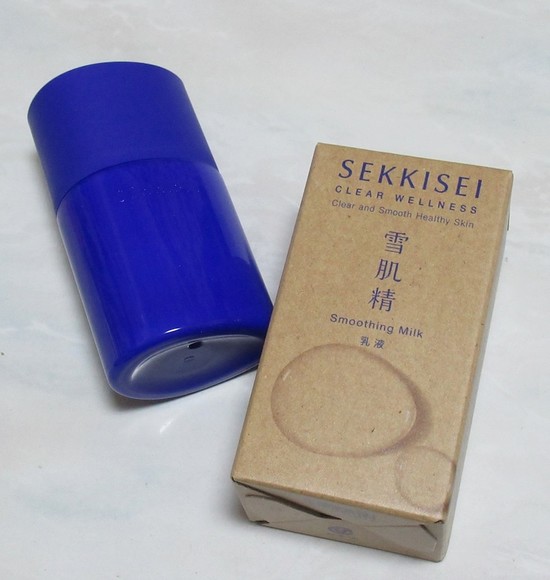 SEKKISEI
CLEAR WELLNESS
Clear and Smooth Healthy Skin
雪
肌
精
Smoothing Milk
乳液